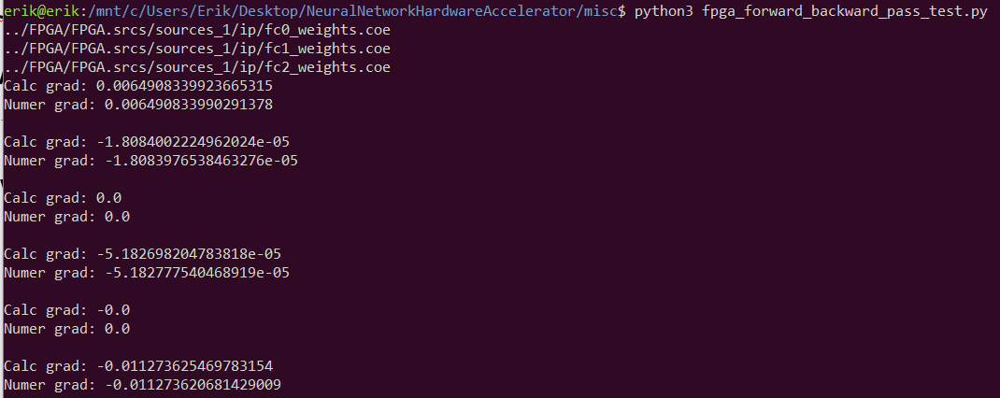 erik@erik:/mnt/c/Users/Erik/Desktop/NeuralNetworkHardwareAccelerator/misc$ python3 fpga_forward_backward_pass_test.py
../FPGA/FPGA.srcs/sources_1/ip/fc0_weights.coe
../FPGA/FPGA.srcs/sources_1/ip/fc1_weights.coe
../FPGA/FPGA.srcs/sources_1/ip/fc2_weights.coe
Calc grad: 0.0064908339923665315
Numer grad: 0.006490833990291378
Calc grad: -1.8084002224962024e-05
Numer grad: -1.8083976538463276e-05
Calc grad: 0.0
Numer grad: 0.0
Calc grad: -5.182698204783818e-05
Numer grad: -5.182777540468919e-05
Calc grad: -0.0
Numer grad: 0.0
Calc grad: -0.011273625469783154
Numer grad: -0.011273620681429009